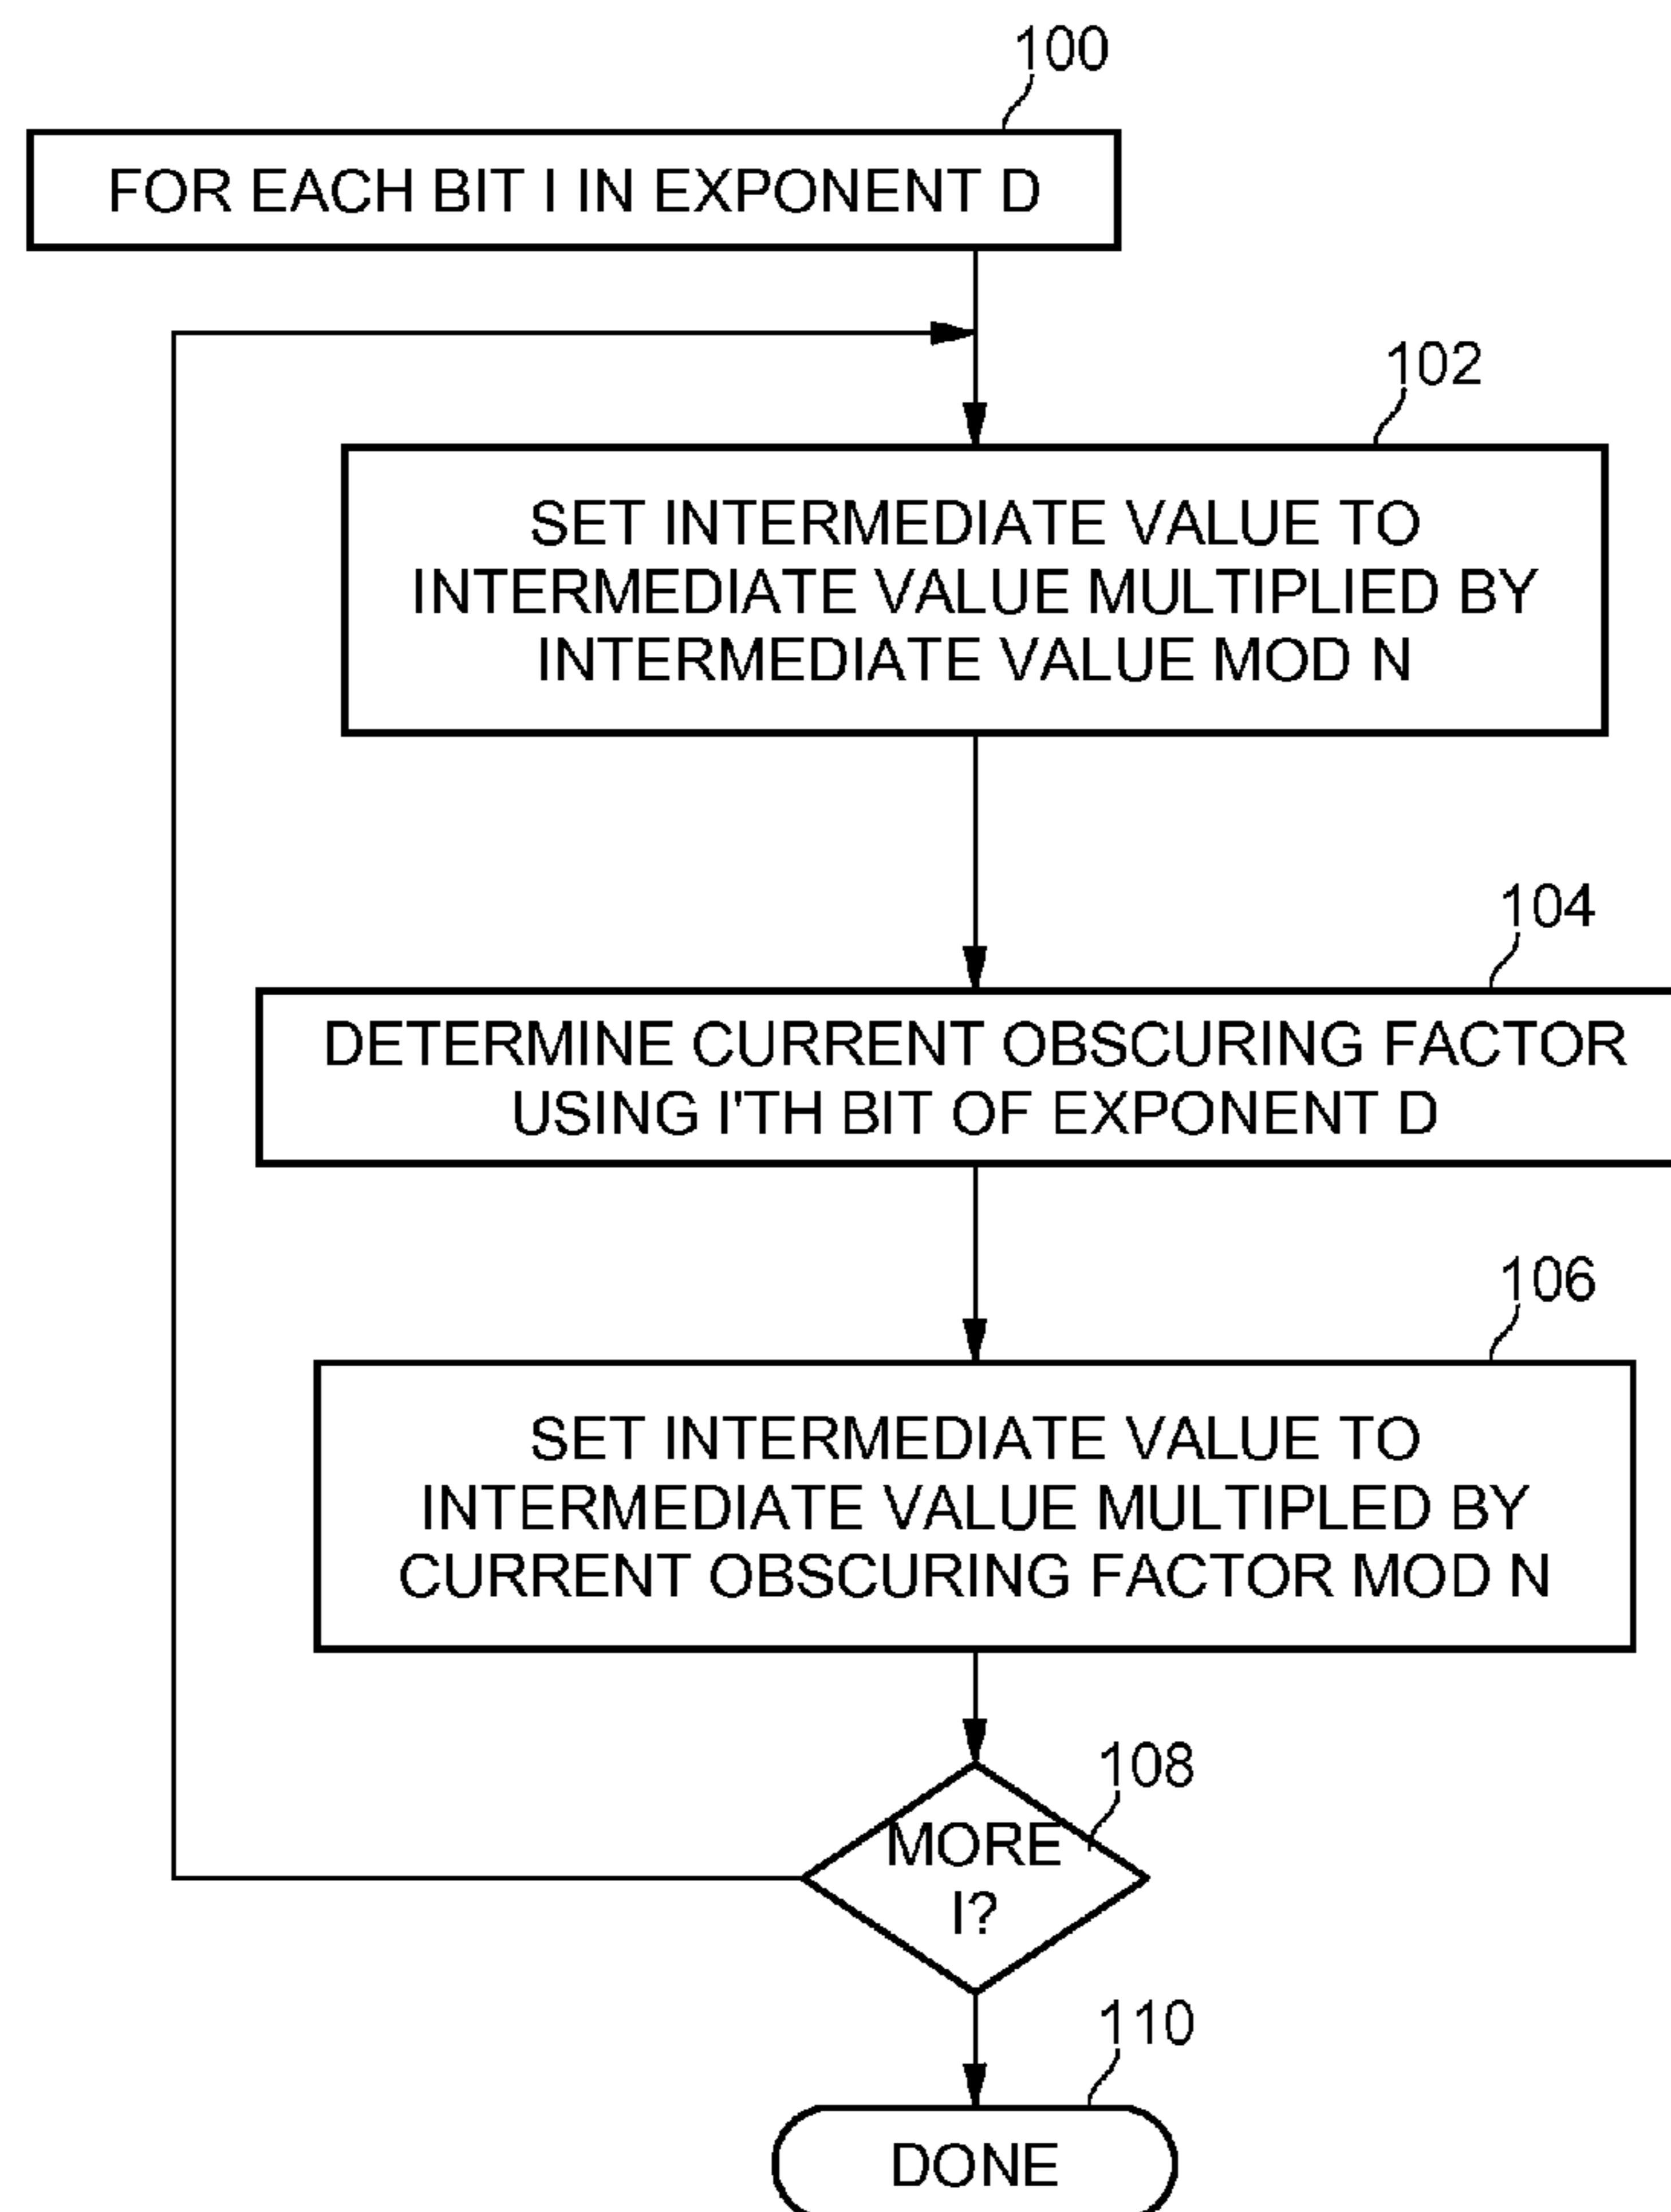 100
FOR EACH BIT I IN EXPONENT D
102
SET INTERMEDIATE VALUE TO
INTERMEDIATE VALUE MULTIPLIED BY
INTERMEDIATE VALUE MOD N
104
DETERMINE CURRENT OBSCURING FACTOR
USING I'TH BIT OF EXPONENT D
106
SET INTERMEDIATE VALUE TO
INTERMEDIATE VALUE MULTIPLED BY
CURRENT OBSCURING FACTOR MOD N
108
MORE
I?
110
DONE